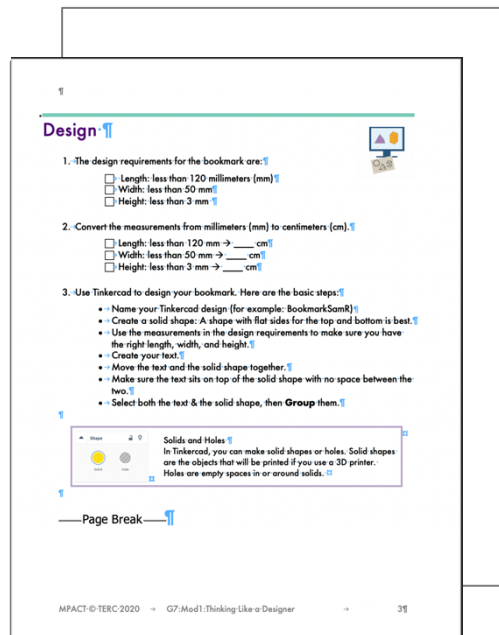 Design
1. The design requirements for the bookmark are:
Length: less than 120 millimeters (mm)
Width: less than 50 mm
Height: less than 3 mm
2. Convert the measurements from millimeters (mm) to centimeters (cm).
Length: less than 120 mm → ____ cm
Width: less than 50 mm → ____ cm
Height: less than 3 mm → ____ cm
3. Use Tinkercad to design your bookmark. Here are the basic steps:
• Name your Tinkercad design (for example: BookmarkSamR)
• Create a solid shape: A shape with flat sides for the top and bottom is best.
• Use the measurements in the design requirements to make sure you have
the right length, width, and height.
• Create your text.
• Move the text and the solid shape together.
• Make sure the text sits on top of the solid shape with no space between the
two.
• Select both the text & the solid shape, then Group them.
Shape
Solid Hole
Solids and Holes
In Tinkercad, you can make solid shapes or holes. Solid shapes
are the objects that will be printed if you use a 3D printer.
Holes are empty spaces in or around solids.
Page Break
MPACT © TERC 2020 → G7:Mod1:Thinking Like a Designer → 3